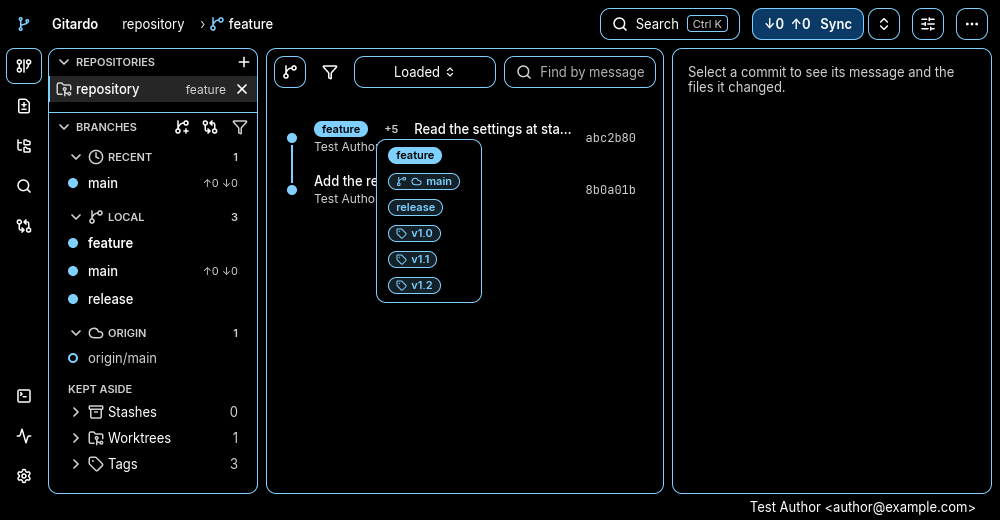 Gitardo repository › feature Search Ctrl K ↓0 ↑0 Sync
REPOSITORIES
repository feature
BRANCHES
RECENT 1
main ↑0 ↓0
LOCAL 3
feature
main ↑0 ↓0
release
ORIGIN 1
origin/main
KEPT ASIDE
Stashes 0
Worktrees 1
Tags 3
Loaded Find by message
feature +5 Read the settings at sta... abc2b80
Test Autho
Add the re 8b0a01b
Test Autho
feature
main
release
v1.0
v1.1
v1.2
Select a commit to see its message and the
files it changed.
Test Author <author@example.com>